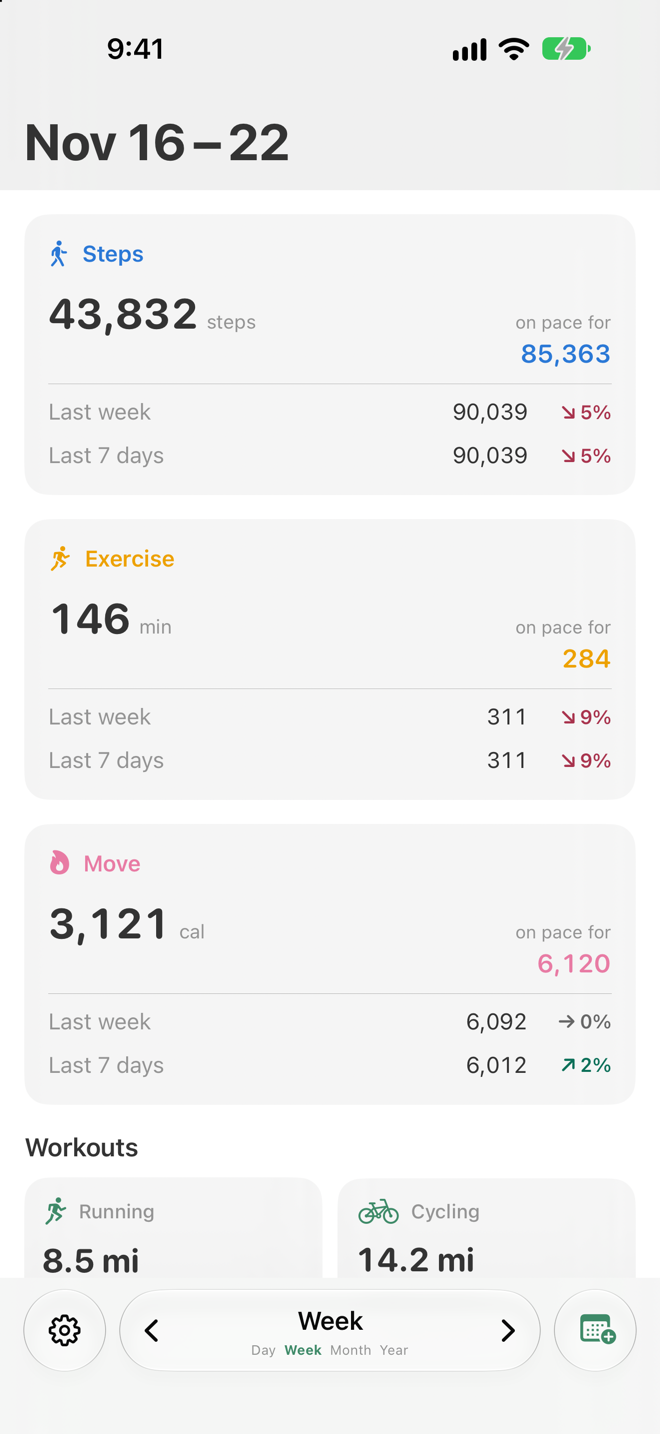 9:41
Nov 16 – 22
Steps
43,832 steps
on pace for
85,363
Last week 90,039 ↘ 5%
Last 7 days 90,039 ↘ 5%
Exercise
146 min
on pace for
284
Last week 311 ↘ 9%
Last 7 days 311 ↘ 9%
Move
3,121 cal
on pace for
6,120
Last week 6,092 → 0%
Last 7 days 6,012 ↗ 2%
Workouts
Running
8.5 mi
Cycling
14.2 mi
Week
Day Week Month Year